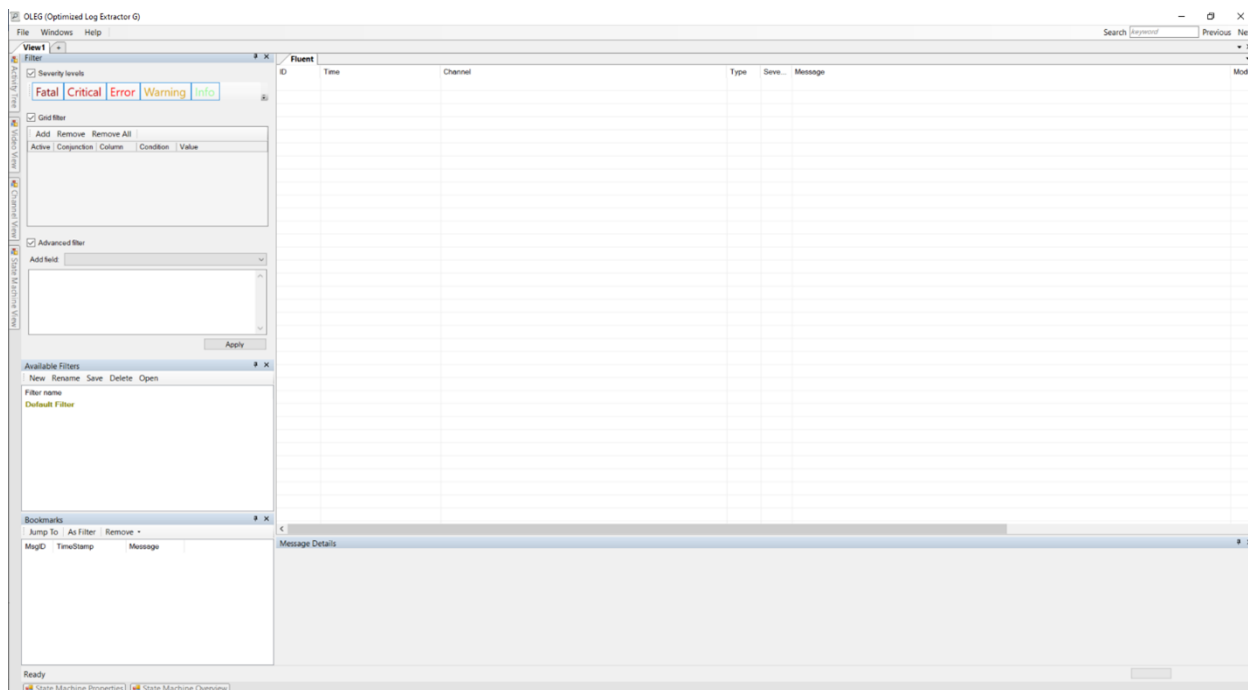 OLEG (Optimized Log Extractor G)
File Windows Help
Search keyword Previous Ne
View1 +
Filter
Severity levels
Fatal Critical Error Warning Info
Grid filter
Add Remove Remove All
Active Conjunction Column Condition Value
Advanced filter
Add field
Apply
Available Filters
New Rename Save Delete Open
Filter name
Default Filter
Bookmarks
Jump To As Filter Remove
MsgID TimeStamp Message
Activity Tree
Video View
Channel View
State Machine View
Fluent
ID Time Channel Type Seve... Message Mod
Message Details
Ready
State Machine Properties State Machine Overview